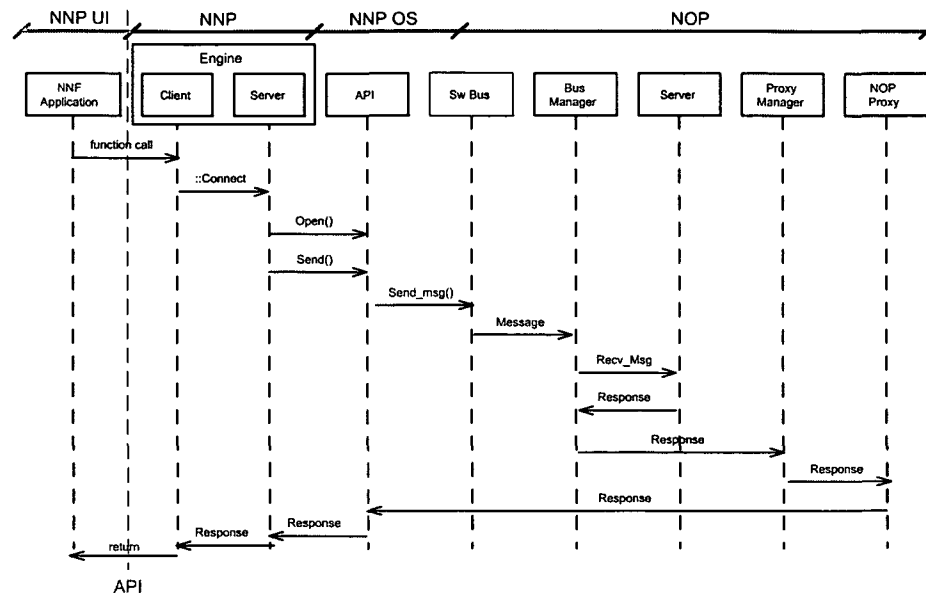 NNP UI
NNP
NNP OS
NOP
Engine
NNF
Application
Client
Server
API
Sw Bus
Bus
Manager
Server
Proxy
Manager
NOP
Proxy
function call
::Connect
Open()
Send()
Send_msg()
Message
Recv_Msg
Response
Response
Response
Response
Response
Response
return
API